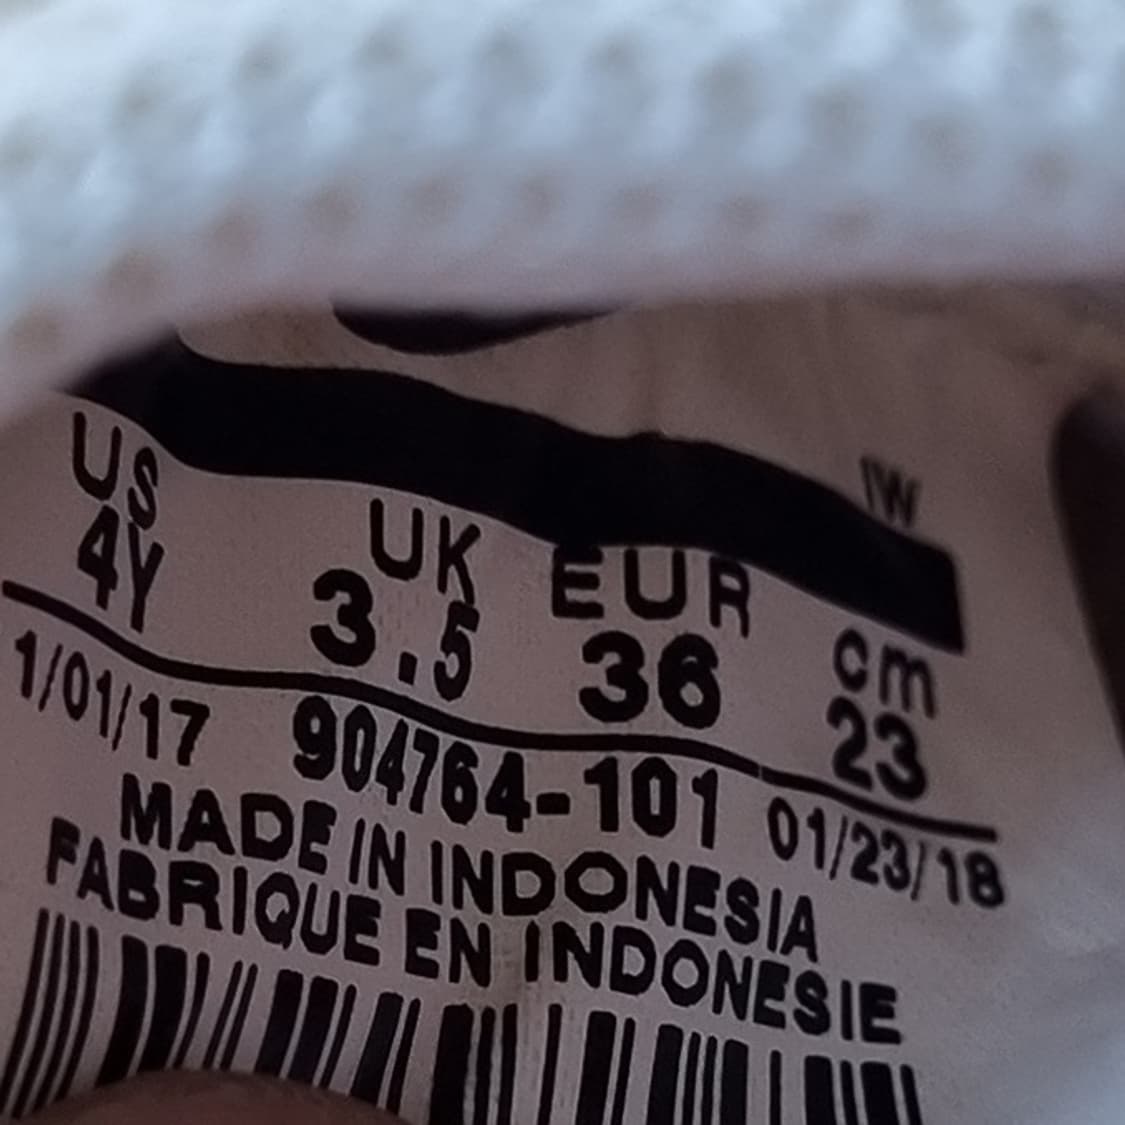 IW
US UK EUR cm
4Y 3.5 36 23
1/01/17 904764-101 01/23/18
MADE IN INDONESIA
FABRIQUE EN INDONESIE